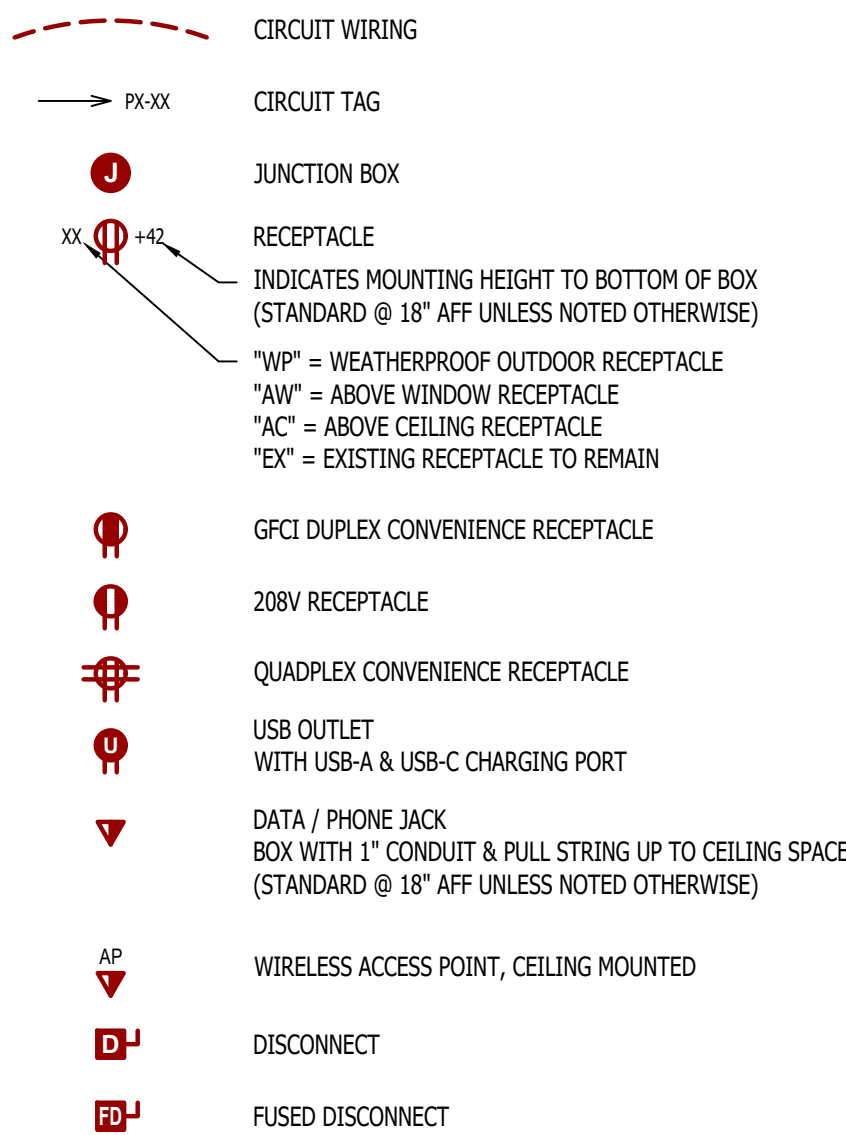 CIRCUIT WIRING
PX-XX CIRCUIT TAG
J JUNCTION BOX
XX +42 RECEPTACLE
INDICATES MOUNTING HEIGHT TO BOTTOM OF BOX
(STANDARD @ 18" AFF UNLESS NOTED OTHERWISE)
"WP" = WEATHERPROOF OUTDOOR RECEPTACLE
"AW" = ABOVE WINDOW RECEPTACLE
"AC" = ABOVE CEILING RECEPTACLE
"EX" = EXISTING RECEPTACLE TO REMAIN
GFCI DUPLEX CONVENIENCE RECEPTACLE
208V RECEPTACLE
QUADPLEX CONVENIENCE RECEPTACLE
USB OUTLET
U WITH USB-A & USB-C CHARGING PORT
DATA / PHONE JACK
BOX WITH 1" CONDUIT & PULL STRING UP TO CEILING SPACE
(STANDARD @ 18" AFF UNLESS NOTED OTHERWISE)
AP WIRELESS ACCESS POINT, CEILING MOUNTED
D DISCONNECT
FD FUSED DISCONNECT